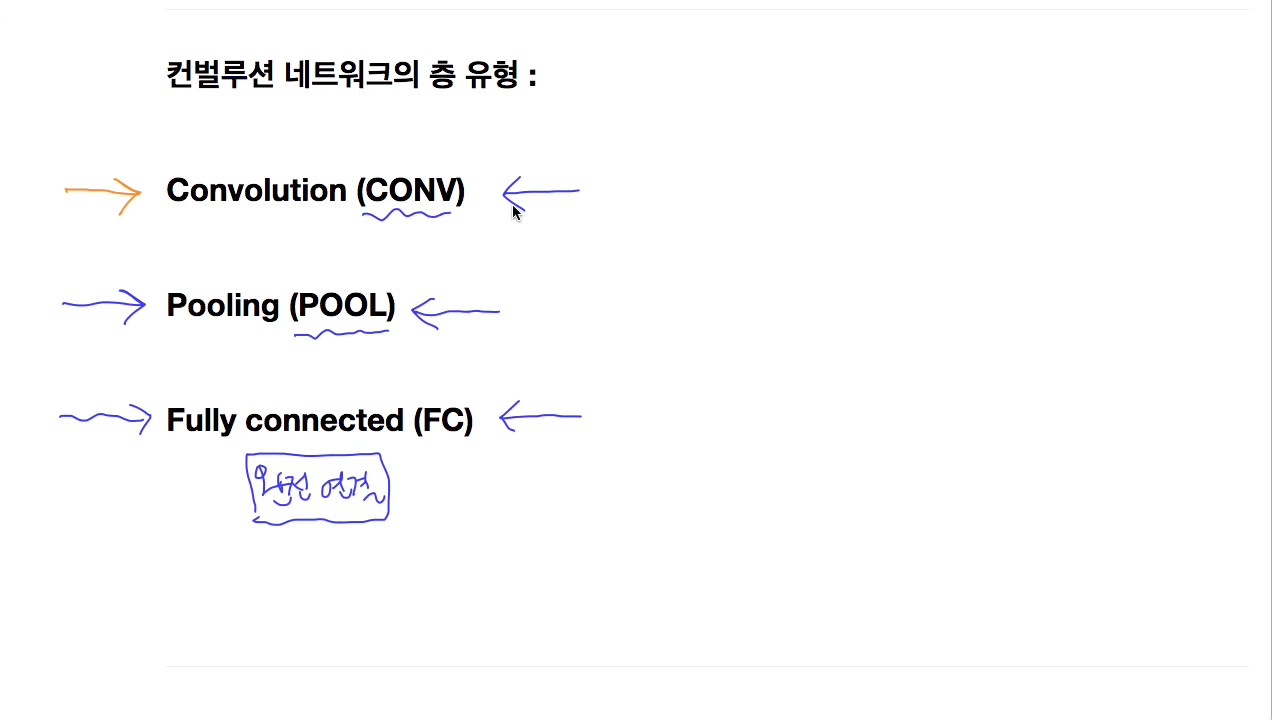 컨벌루션 네트워크의 층 유형 :
Convolution (CONV)
Pooling (POOL)
Fully connected (FC)
완전 연결